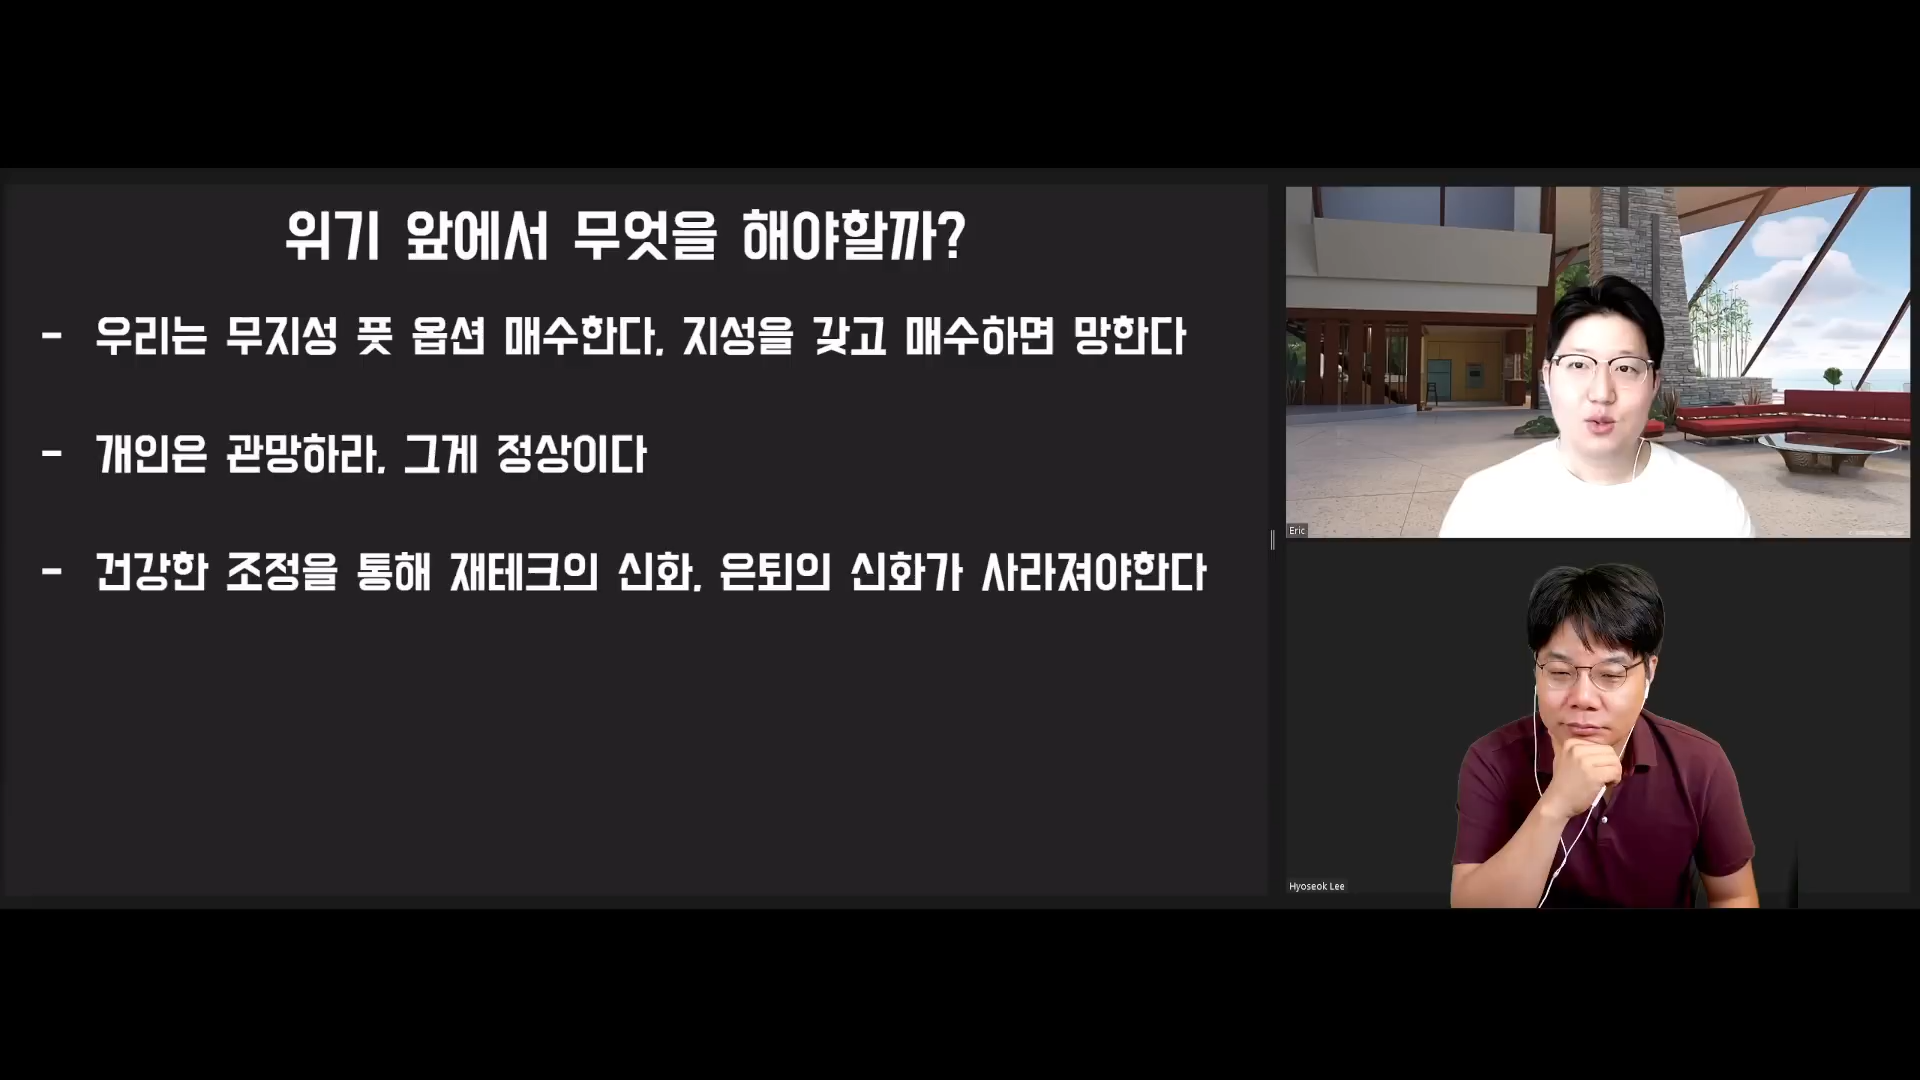 위기 앞에서 무엇을 해야할까?
- 우리는 무지성 풋 옵션 매수한다, 지성을 갖고 매수하면 망한다
- 개인은 관망하라, 그게 정상이다
- 건강한 조정을 통해 재테크의 신화, 은퇴의 신화가 사라져야한다
Eric
Hyoseok Lee